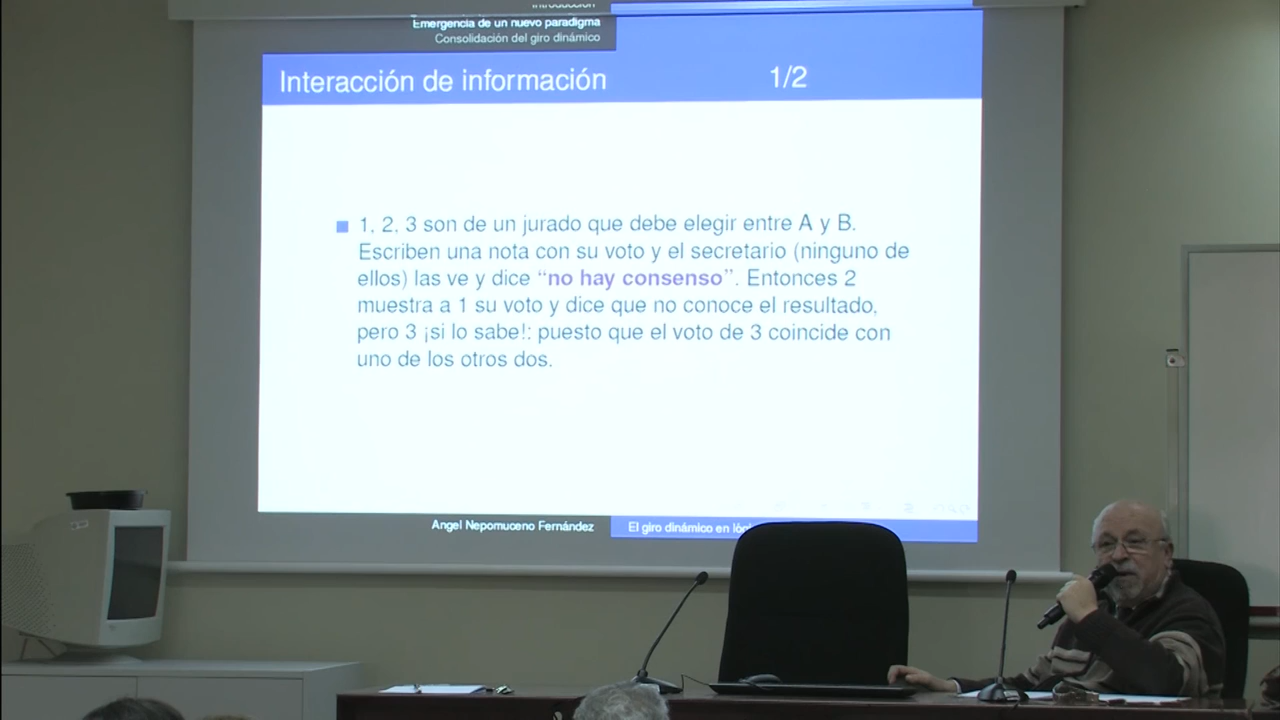 Introducción
Emergencia de un nuevo paradigma
Consolidación del giro dinámico
Interacción de información 1/2
1, 2, 3 son de un jurado que debe elegir entre A y B.
Escriben una nota con su voto y el secretario (ninguno de
ellos) las ve y dice “no hay consenso”. Entonces 2
muestra a 1 su voto y dice que no conoce el resultado,
pero 3 ¡si lo sabe!: puesto que el voto de 3 coincide con
uno de los otros dos.
Angel Nepomuceno Fernández El giro dinámico en